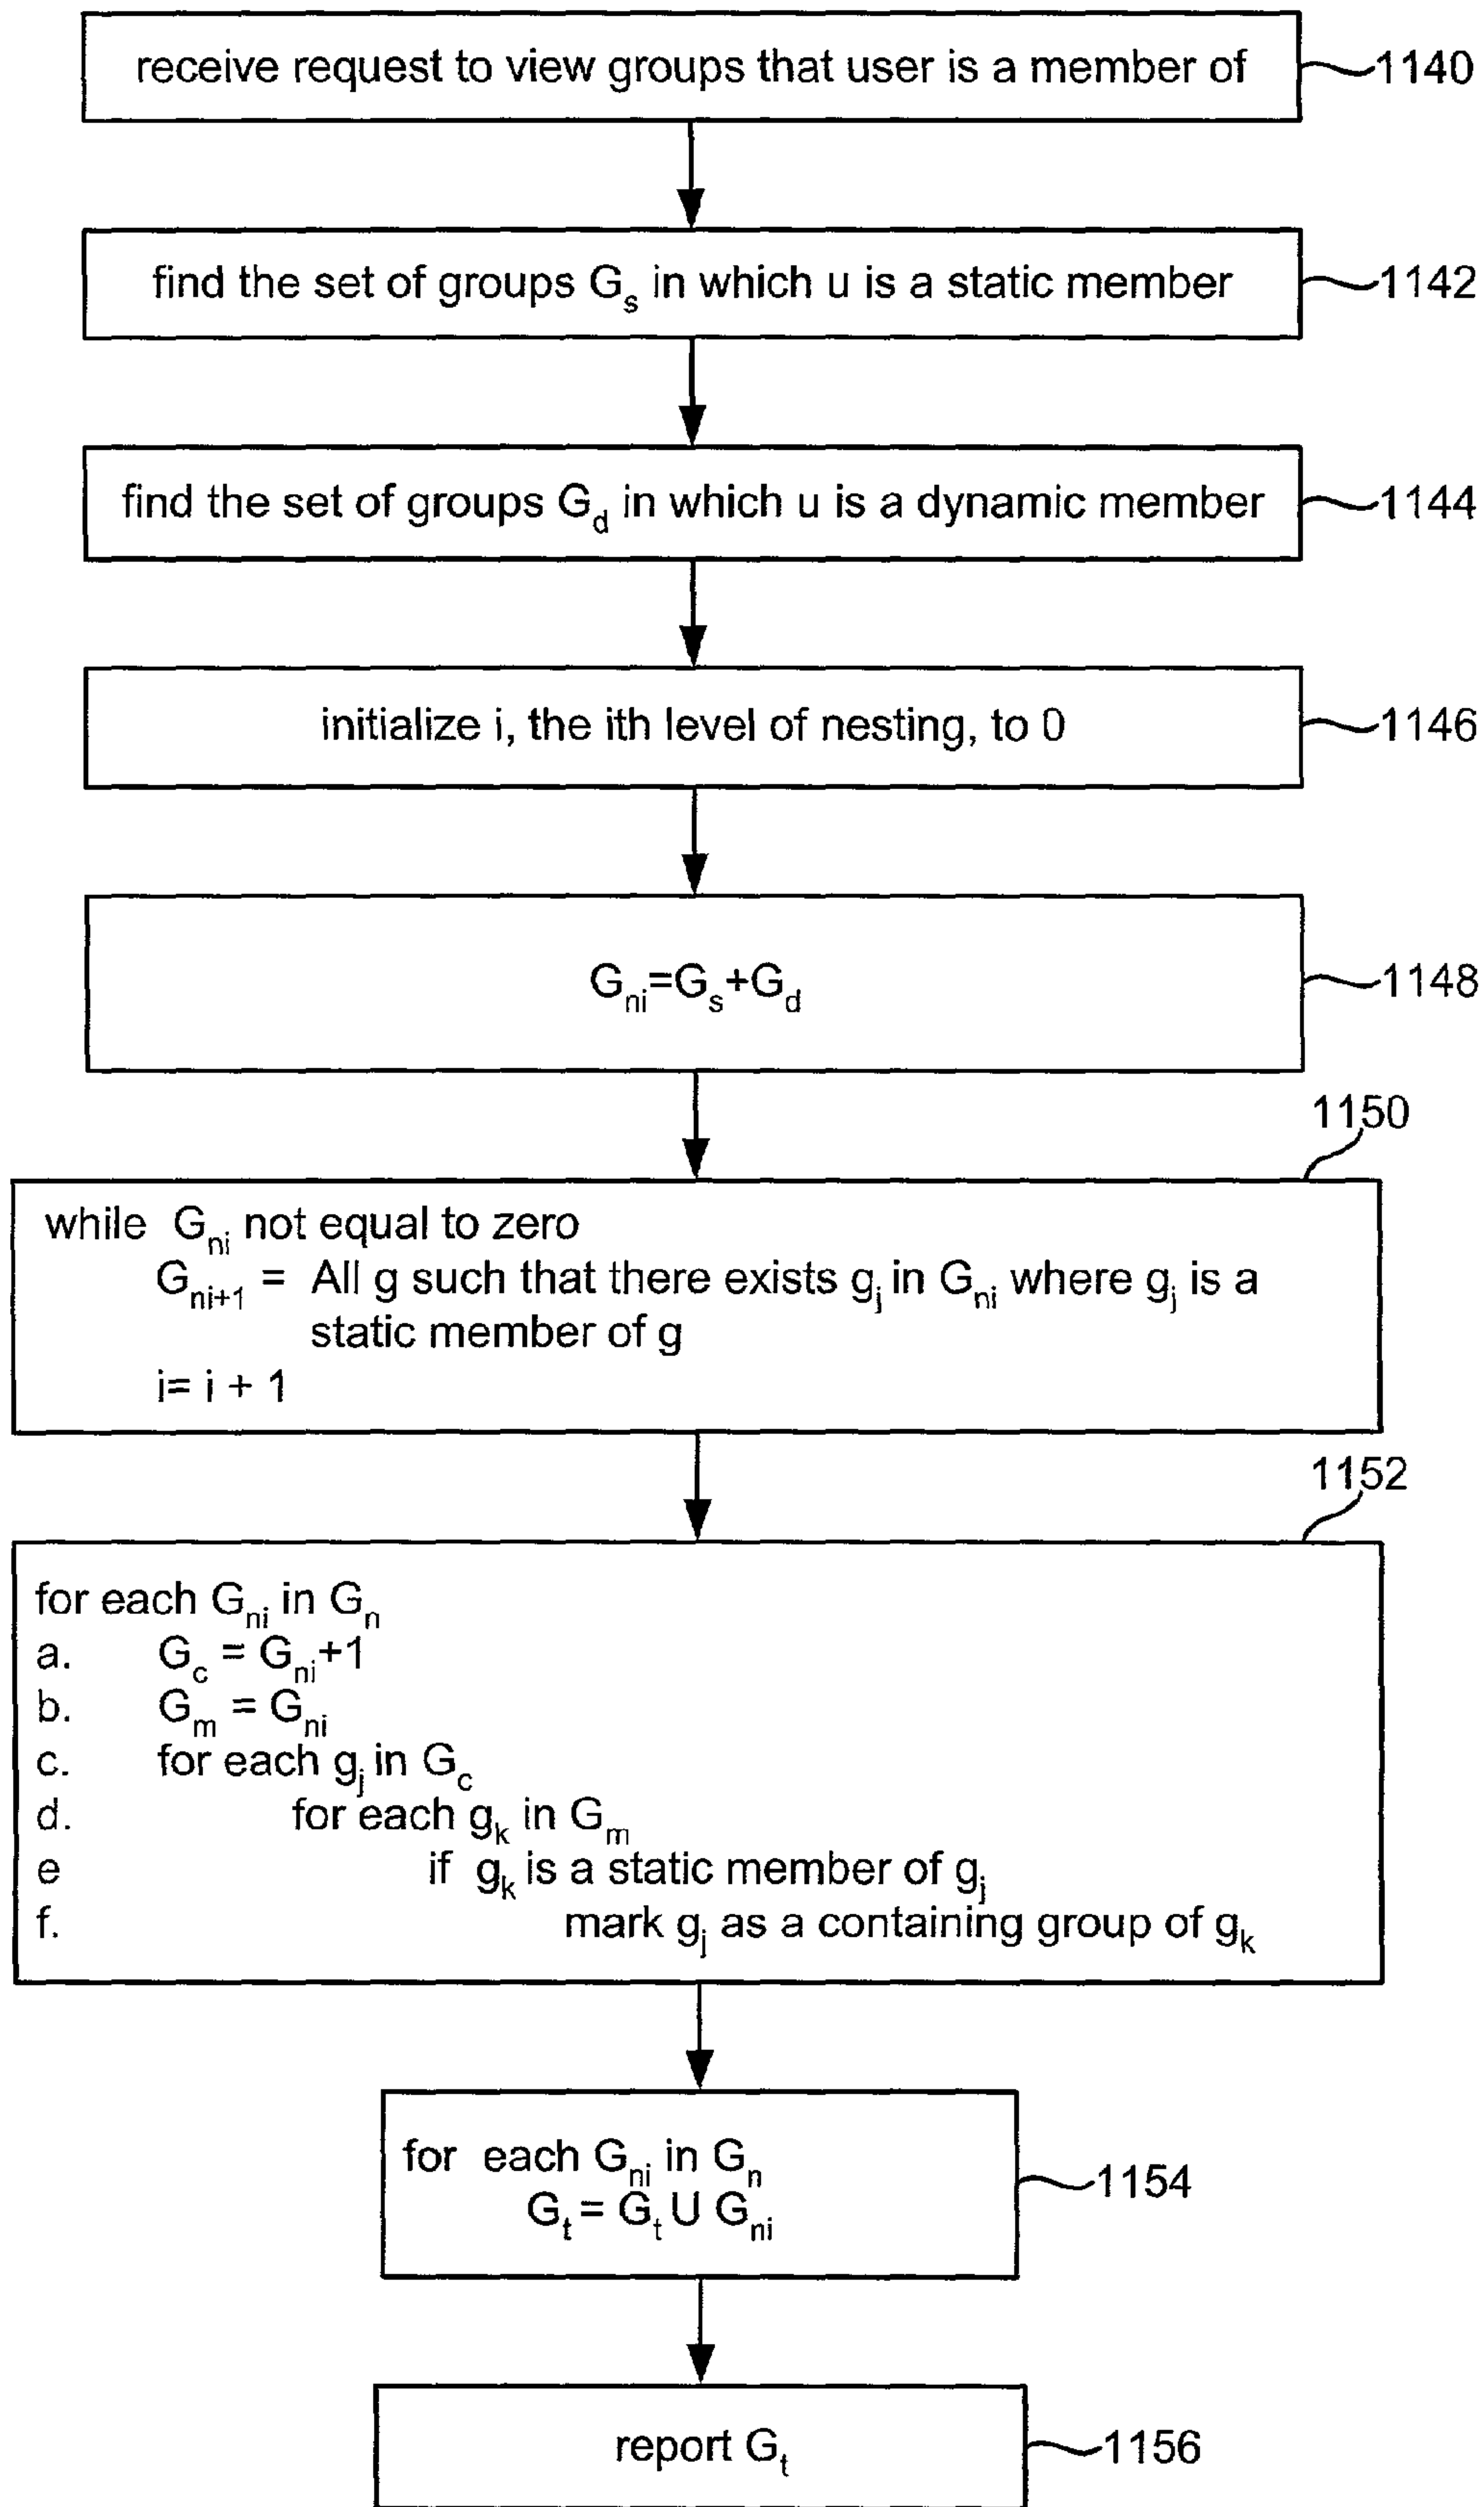 receive request to view groups that user is a member of 1140
find the set of groups Gs in which u is a static member 1142
find the set of groups Gd in which u is a dynamic member 1144
initialize i, the ith level of nesting, to 0 1146
Gni=Gs+Gd 1148
1150
while Gni not equal to zero
Gni+1 = All g such that there exists gj in Gni where gj is a
static member of g
i= i + 1
1152
for each Gni in Gn
a. Gc = Gni+1
b. Gm = Gni
c. for each gj in Gc
d. for each gk in Gm
e if gk is a static member of gj
f. mark gj as a containing group of gk
for each Gni in Gn
Gt = Gt U Gni 1154
report Gt 1156